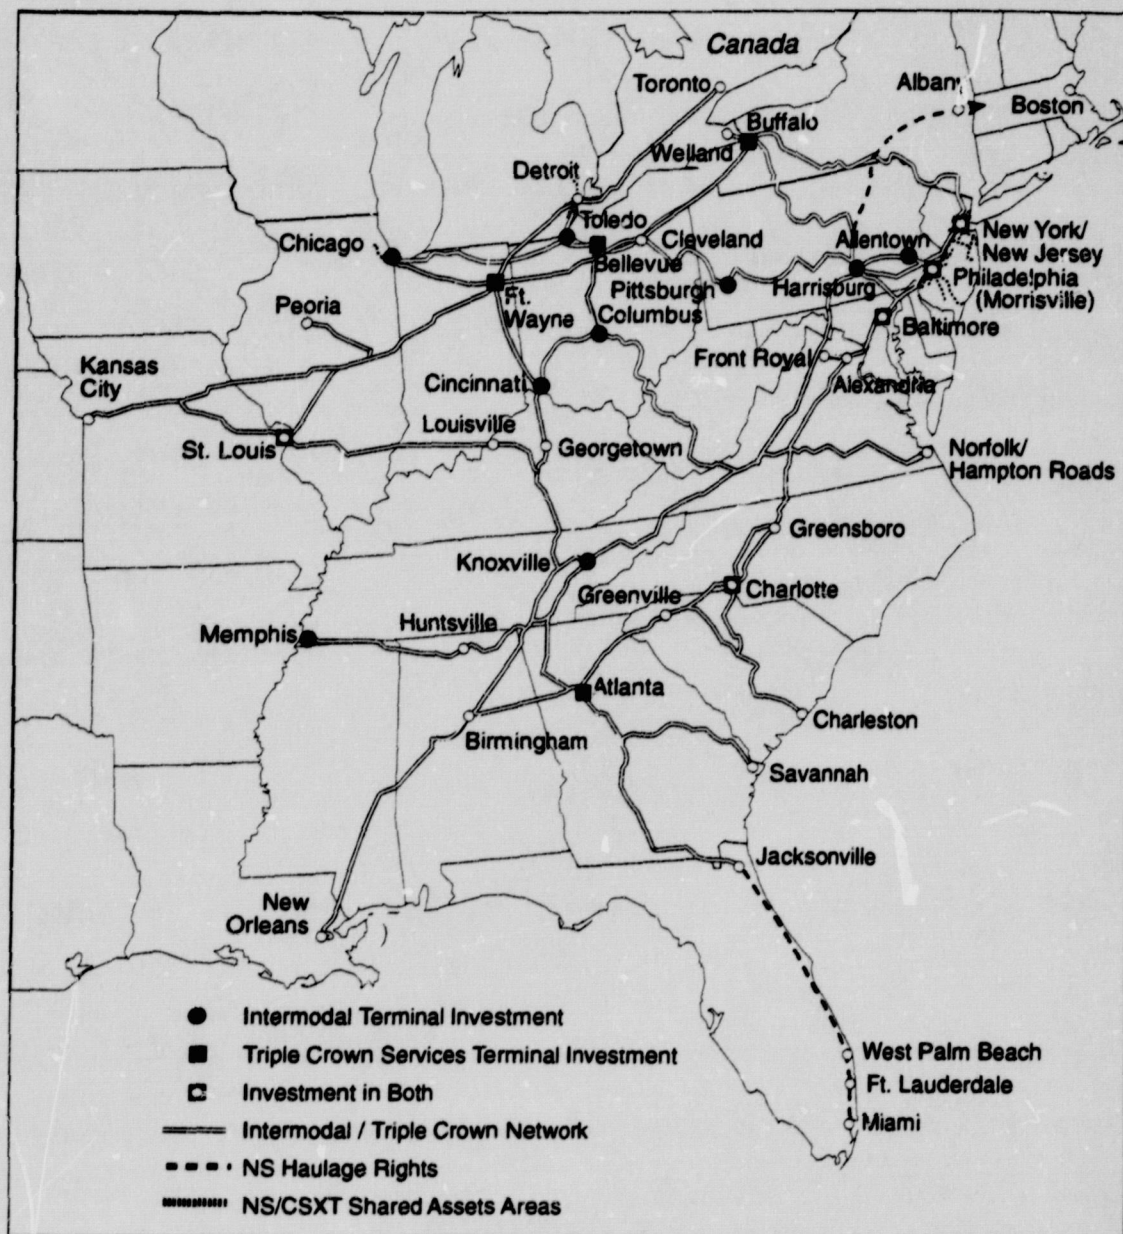 Canada
Toronto
Albany
Boston
Buffalo
Welland
Detroit
Toledo
Chicago
Cleveland
Allentown
New York/
New Jersey
Bellevue
Pittsburgh
Harrisburg
Philadelphia
(Morrisville)
Peoria
Ft.
Wayne
Columbus
Baltimore
Kansas
City
Front Royal
Cincinnati
Alexandria
Louisville
St. Louis
Georgetown
Norfolk/
Hampton Roads
Greensboro
Knoxville
Greenville
Charlotte
Memphis
Huntsville
Atlanta
Charleston
Birmingham
Savannah
Jacksonville
New
Orleans
Intermodal Terminal Investment
Triple Crown Services Terminal Investment
Investment in Both
Intermodal / Triple Crown Network
NS Haulage Rights
NS/CSXT Shared Assets Areas
West Palm Beach
Ft. Lauderdale
Miami